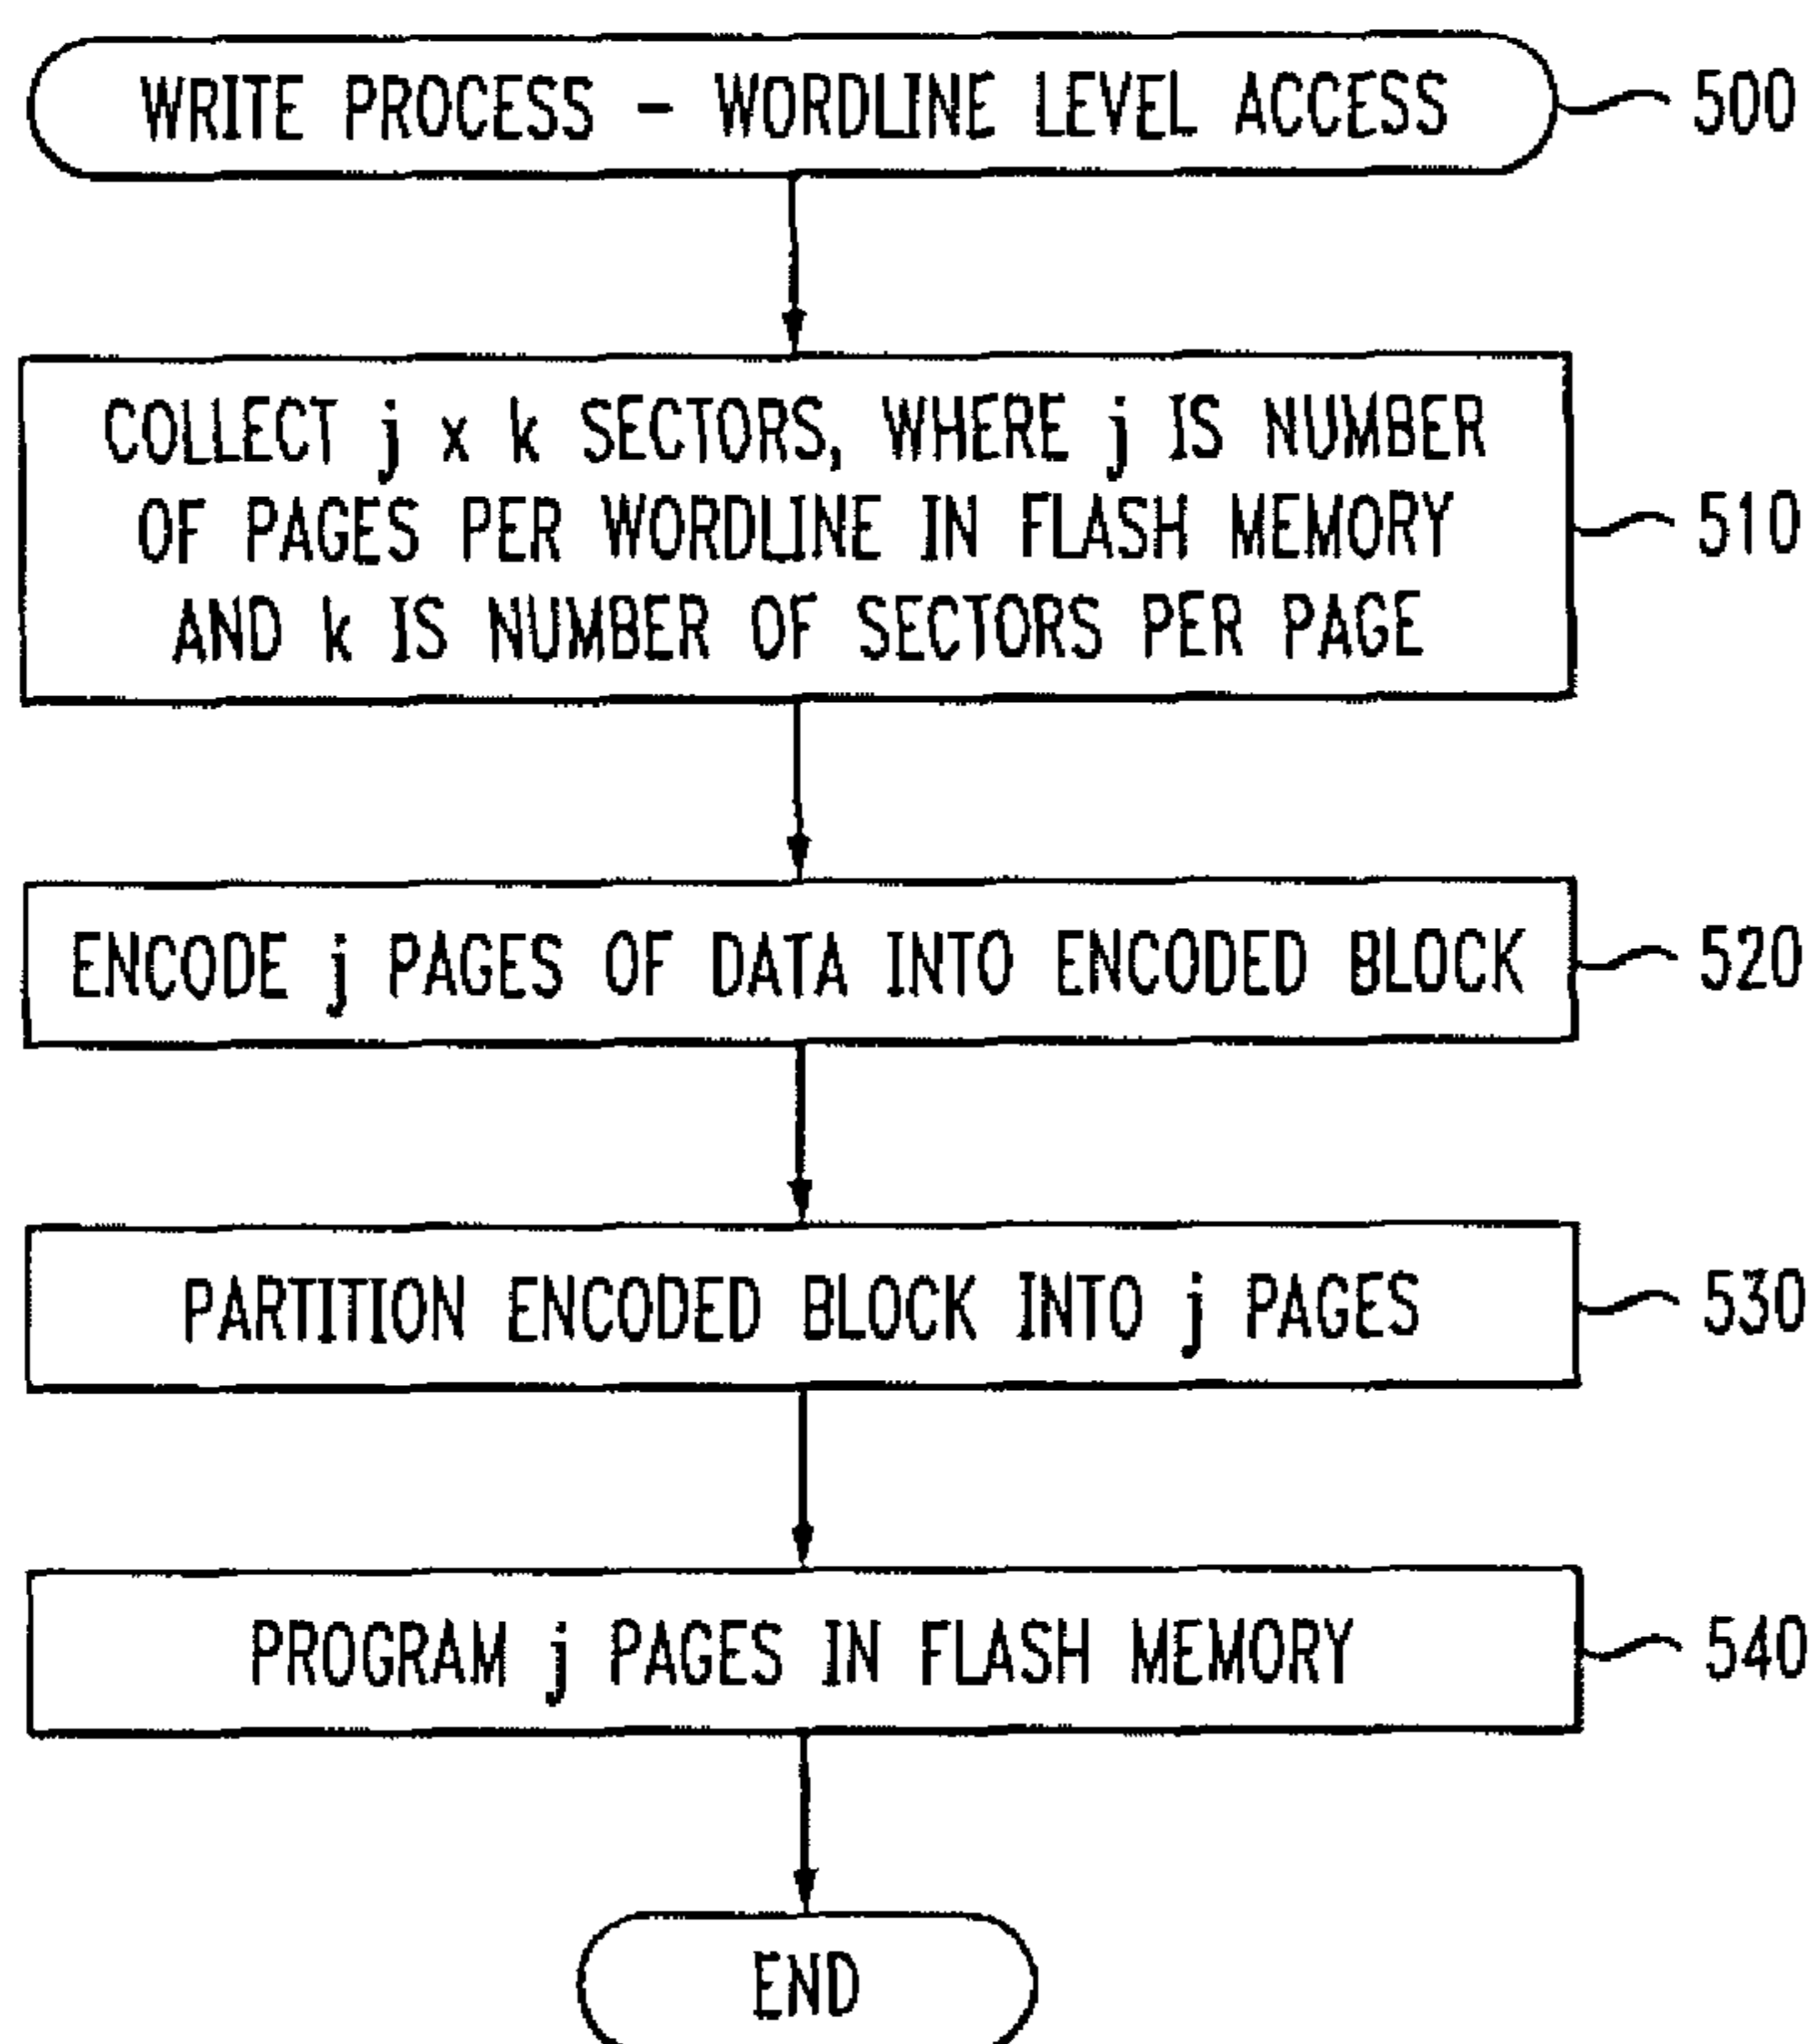 WRITE PROCESS - WORDLINE LEVEL ACCESS
500
COLLECT j x k SECTORS, WHERE j IS NUMBER
OF PAGES PER WORDLINE IN FLASH MEMORY
AND k IS NUMBER OF SECTORS PER PAGE
510
ENCODE j PAGES OF DATA INTO ENCODED BLOCK
520
PARTITION ENCODED BLOCK INTO j PAGES
530
PROGRAM j PAGES IN FLASH MEMORY
540
END